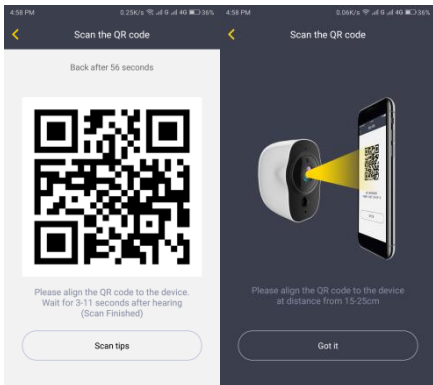 4:58 PM
0.25K/s G 4G 36%
Scan the QR code
Back after 56 seconds
Please align the QR code to the device.
Wait for 3-11 seconds after hearing
(Scan Finished)
Scan tips
4:58 PM
0.06K/s G 4G 36%
Scan the QR code
Please align the QR code to the device
at distance from 15-25cm
Got it